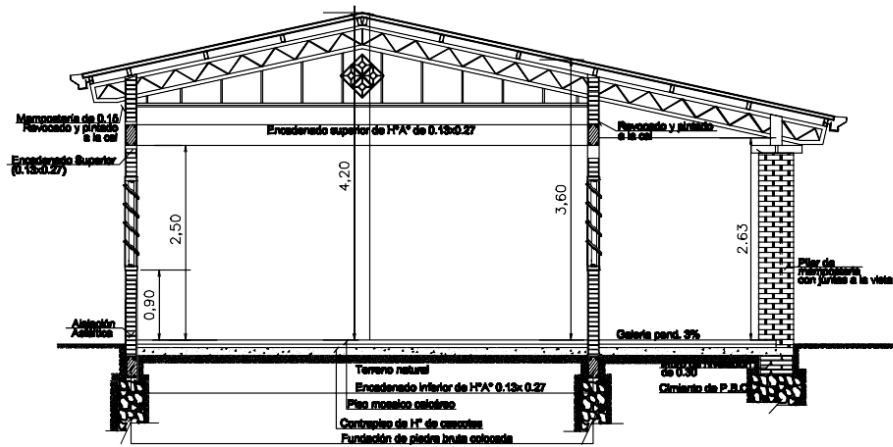 Mampostería de 0.15
Revocado y pintado
a la cal
Encadenado superior de HºAº de 0.13x0.27
Revocado y pintado
a la cal
Encadenado Superior
(0.13x0.27)
4,20
3,60
2,50
2.63
0,90
Pilar de
mampostería
con juntas a la vista
Aislación
Asfáltica
Galería pend. 3%
Terreno natural
de 0.30
Encadenado inferior de HºAº 0.13x 0.27
Cimiento de P.B.C
Piso mosaico calcáreo
Contrapiso de Hº de cascotes
Fundación de piedra bruta colocada